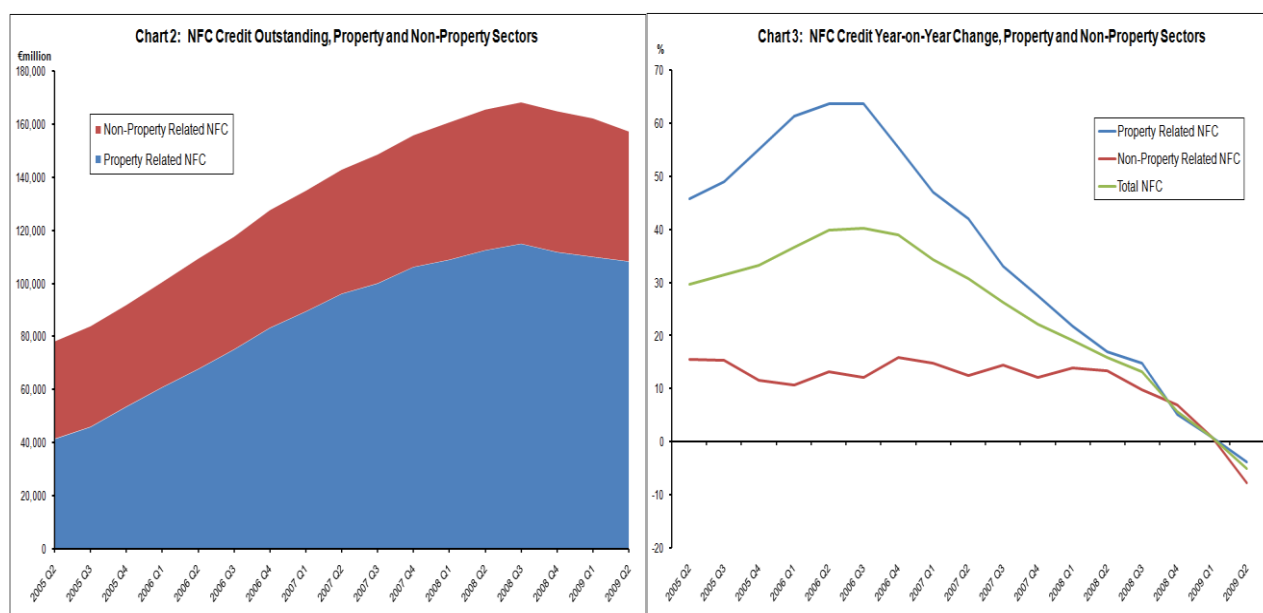 Chart 2: NFC Credit Outstanding, Property and Non-Property Sectors
€million
180,000
160,000
140,000
120,000
100,000
80,000
60,000
40,000
20,000
0
Non-Property Related NFC
Property Related NFC
2005 Q2
2005 Q3
2005 Q4
2006 Q1
2006 Q2
2006 Q3
2006 Q4
2007 Q1
2007 Q2
2007 Q3
2007 Q4
2008 Q1
2008 Q2
2008 Q3
2008 Q4
2009 Q1
2009 Q2
Chart 3: NFC Credit Year-on-Year Change, Property and Non-Property Sectors
%
70
60
50
40
30
20
10
0
-10
-20
Property Related NFC
Non-Property Related NFC
Total NFC
2005 Q2
2005 Q3
2005 Q4
2006 Q1
2006 Q2
2006 Q3
2006 Q4
2007 Q1
2007 Q2
2007 Q3
2007 Q4
2008 Q1
2008 Q2
2008 Q3
2008 Q4
2009 Q1
2009 Q2